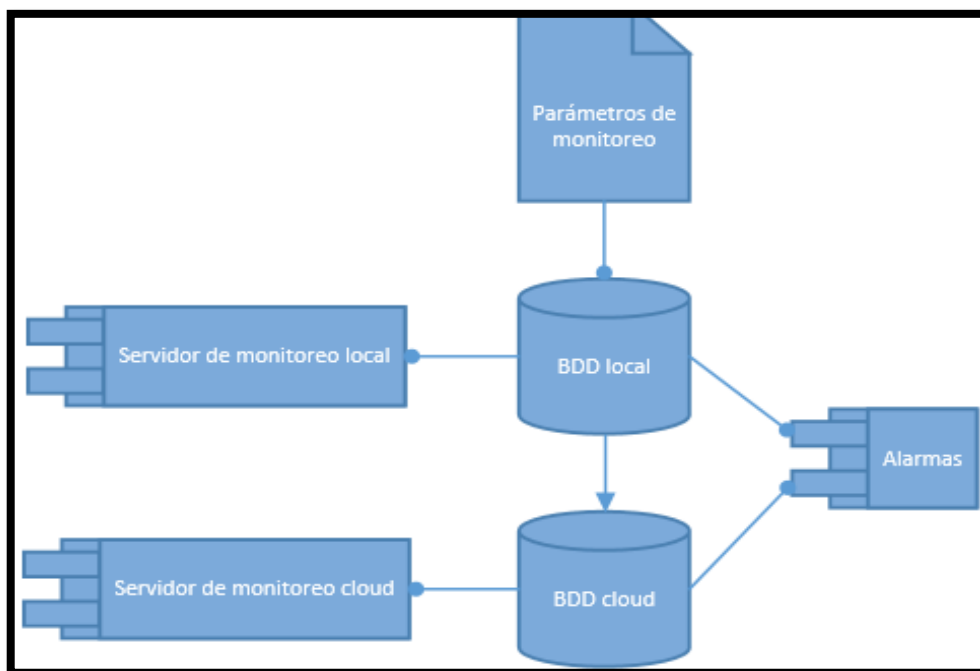 Parámetros de
monitoreo
Servidor de monitoreo local
BDD local
Alarmas
Servidor de monitoreo cloud
BDD cloud